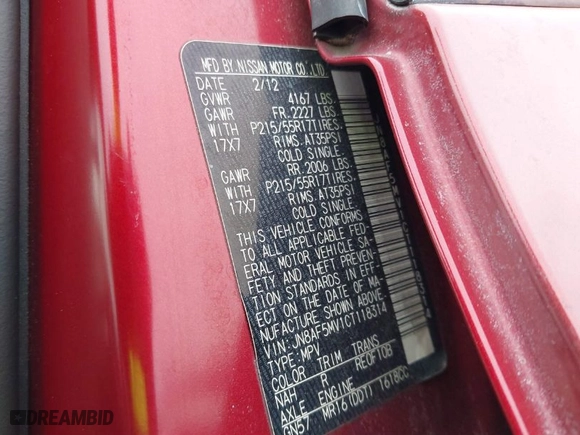 MFD BY NISSAN MOTOR CO.,LTD.
DATE 2/12
GVWR 4167 LBS.
GAWR FR.2227 LBS.
WITH P215/55R17TIRES.
17X7 RIMS.AT35PSI
COLD SINGLE.
GAWR RR.2006 LBS
WITH P215/55R17TIRES.
17X7 RIMS.AT35PSI
COLD SINGLE.
THIS VEHICLE CONFORMS
TO ALL APPLICABLE FED-
ERAL MOTOR VEHICLE SA-
FETY AND THEFT PREVEN-
TION STANDARDS IN EFF-
ECT ON THE DATE OF MA-
NUFACTURE SHOWN ABOVE.
VIN:JN8AF5MV1CT118314
TYPE:MPV
COLOR TRIM TRANS
NAH R RE0F10B
AXLE ENGINE
GN57 MR16(DDT) 1618CC
DREAMBID